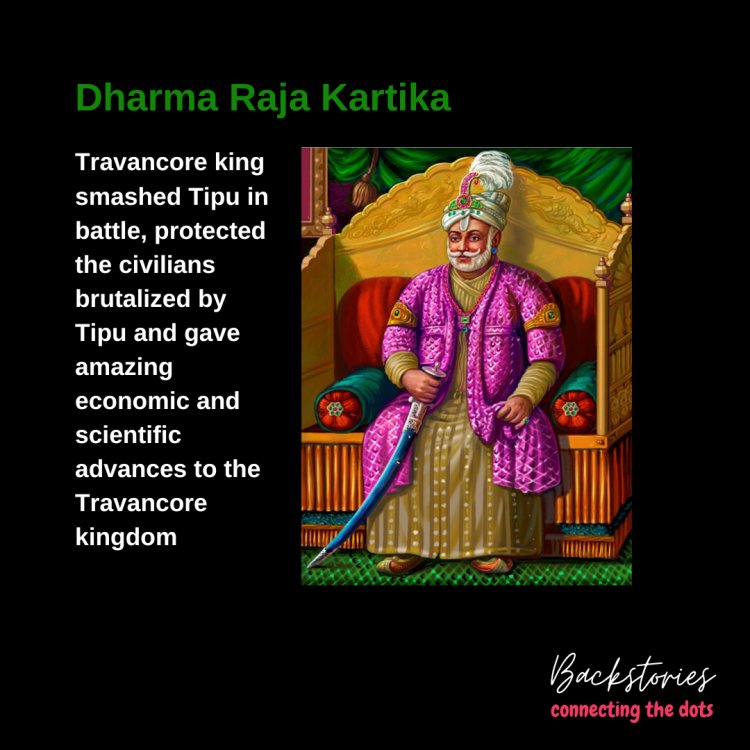 Dharma Raja Kartika
Travancore king
smashed Tipu in
battle, protected
the civilians
brutalized by
Tipu and gave
amazing
economic and
scientific
advances to the
Travancore
kingdom
Backstories
connecting the dots